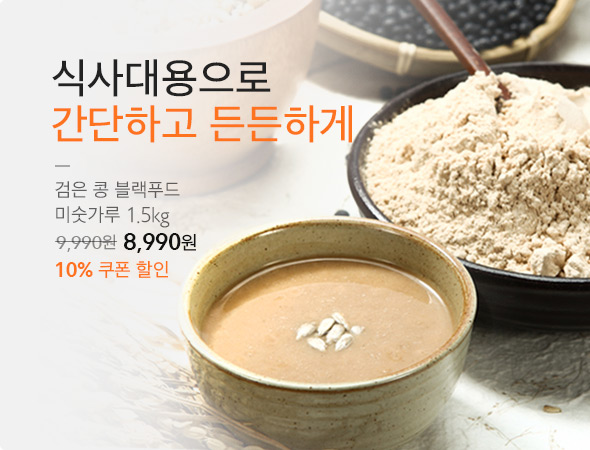 식사대용으로
간단하고 든든하게
검은 콩 블랙푸드
미숫가루 1.5kg
9,990원 8,990원
10% 쿠폰 할인